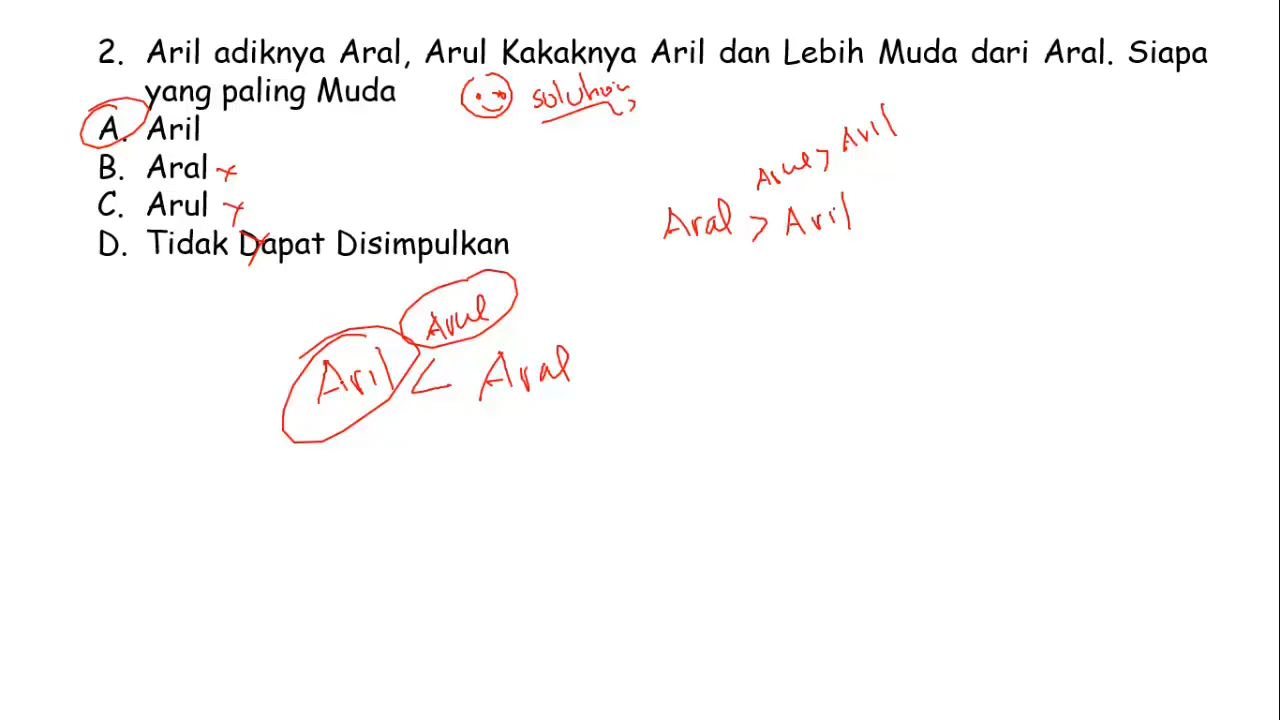 2. Aril adiknya Aral, Arul Kakaknya Aril dan Lebih Muda dari Aral. Siapa
yang paling Muda
A. Aril
B. Aral x
C. Arul x
D. Tidak Dapat Disimpulkan
Arul > Aril
Aral > Aril
Arul
Aril < Aral